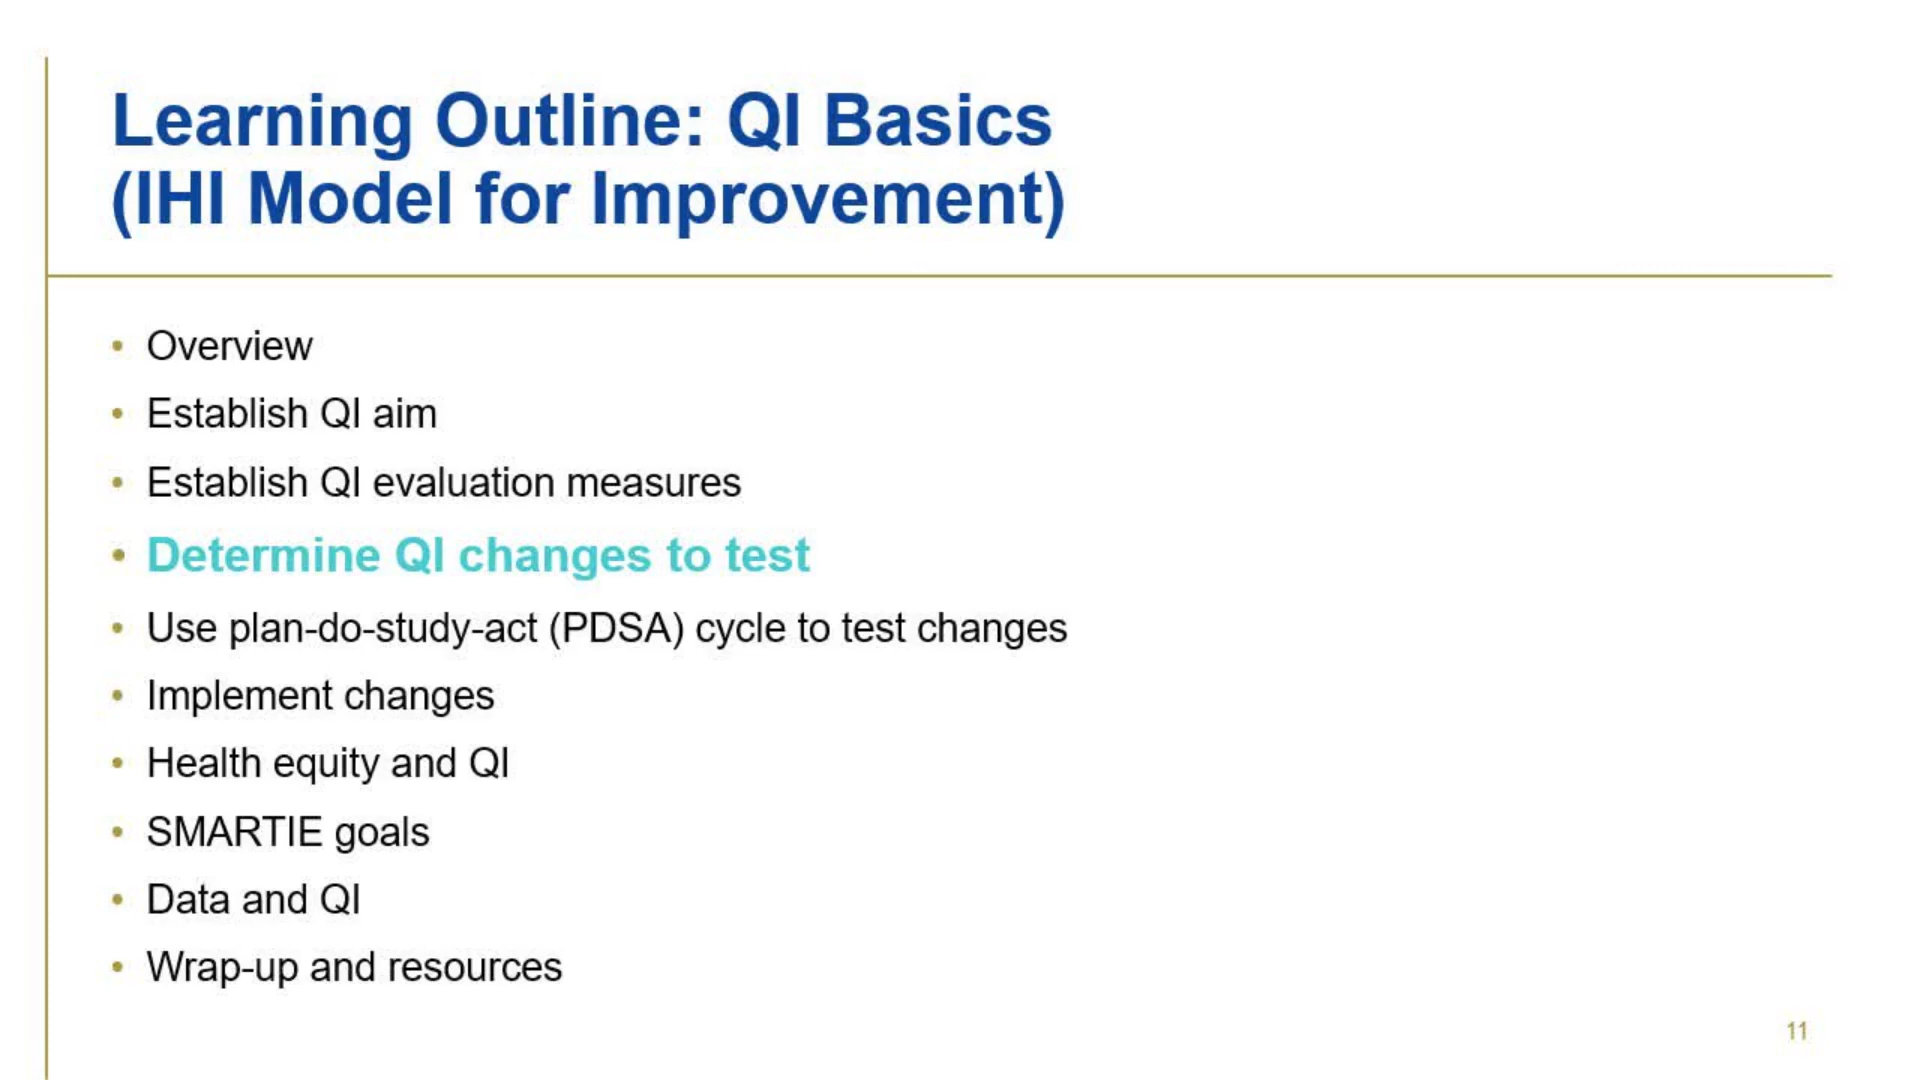 Learning Outline: QI Basics
(IHI Model for Improvement)
• Overview
• Establish QI aim
• Establish QI evaluation measures
• Determine QI changes to test
• Use plan-do-study-act (PDSA) cycle to test changes
• Implement changes
• Health equity and QI
• SMARTIE goals
• Data and QI
• Wrap-up and resources
11